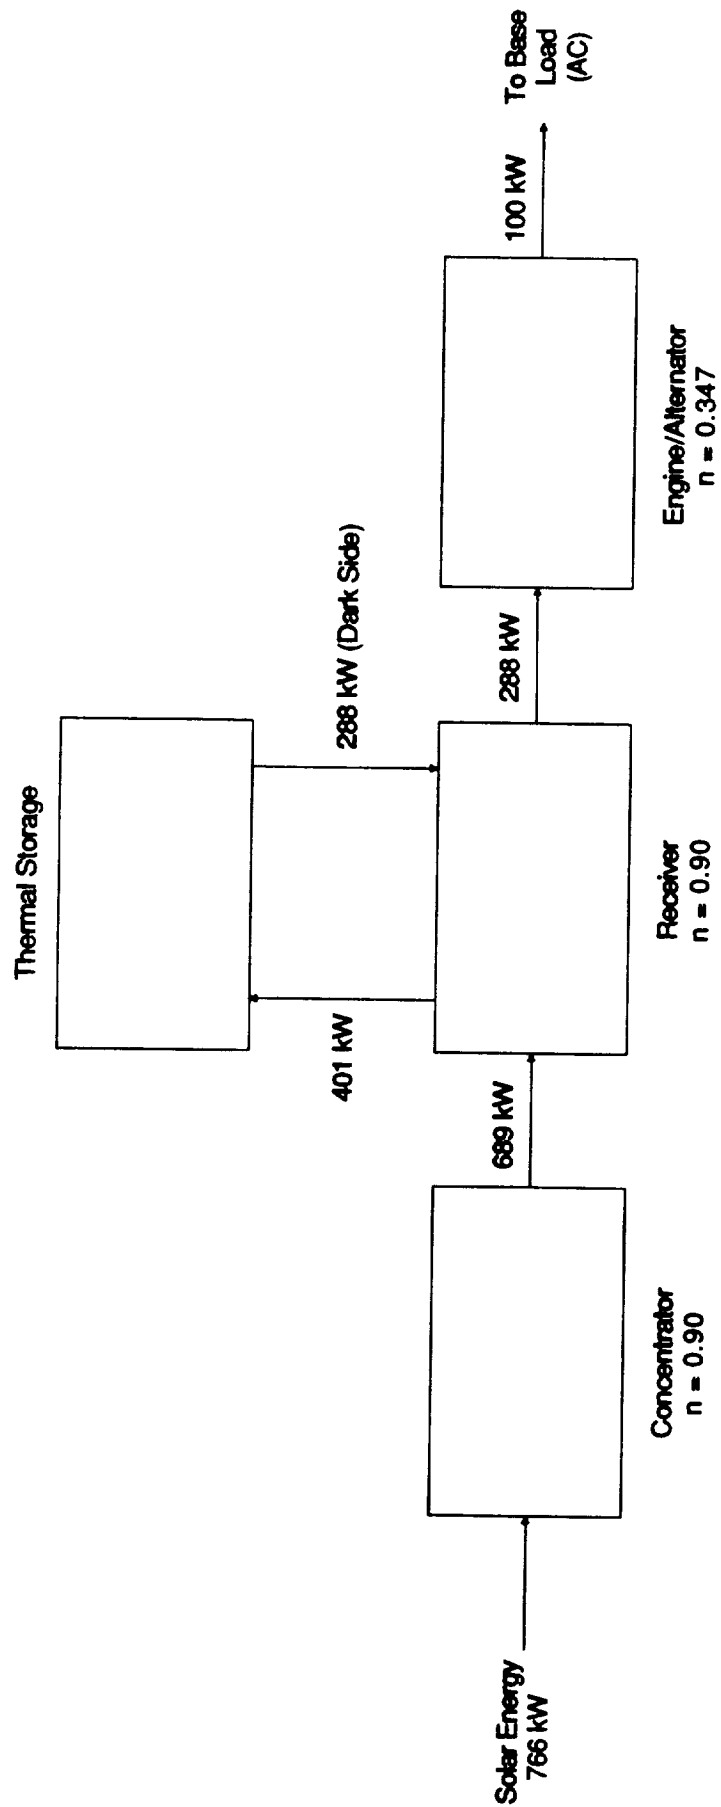 Thermal Storage
401 kW
288 kW (Dark Side)
Solar Energy
766 kW
689 kW
288 kW
100 kW
To Base
Load
(AC)
Concentrator
n = 0.90
Receiver
n = 0.90
Engine/Alternator
n = 0.347